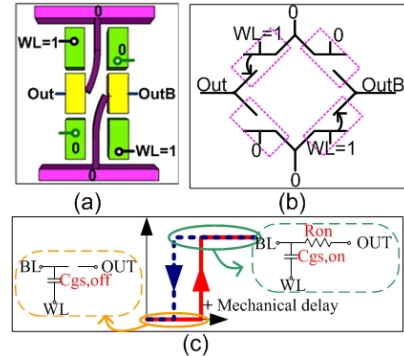 0
WL=1
0
Out
OutB
0
WL=1
0
(a)
0
WL=1
0
Out
OutB
0
WL=1
0
(b)
BL
OUT
Cgs,off
WL
Ron
BL
OUT
Cgs,on
WL
+ Mechanical delay
(c)